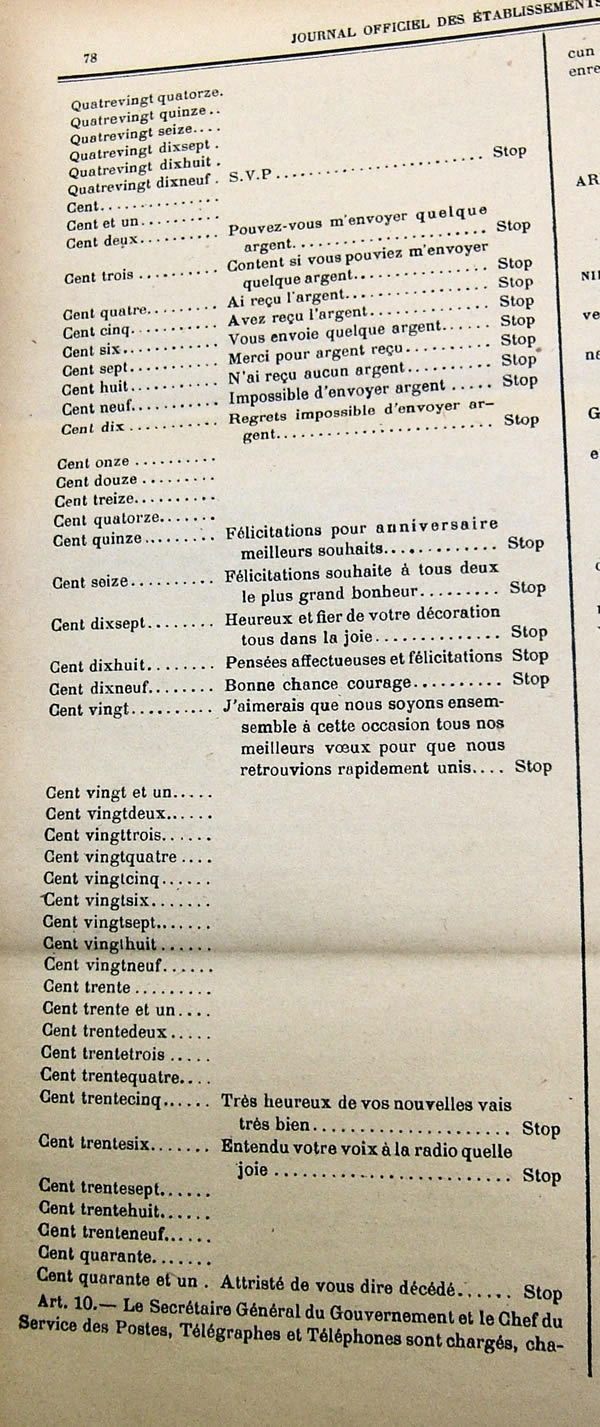 78
JOURNAL OFFICIEL DES ÉTABLISSEMENTS
Quatrevingt quatorze.
Quatrevingt quinze..
Quatrevingt seize....
Quatrevingt dixsept.
Quatrevingt dixhuit.
Quatrevingt dixneuf. S.V.P.......................... Stop
Cent..............
Cent et un..........
Cent deux.......... Pouvez-vous m'envoyer quelque
argent....................... Stop
Cent trois.......... Content si vous pouviez m'envoyer
quelque argent............... Stop
Cent quatre......... Ai reçu l'argent................. Stop
Cent cinq........... Avez reçu l'argent............... Stop
Cent six............ Vous envoie quelque argent...... Stop
Cent sept........... Merci pour argent reçu.......... Stop
Cent huit........... N'ai reçu aucun argent.......... Stop
Cent neuf........... Impossible d'envoyer argent..... Stop
Cent dix........... Regrets impossible d'envoyer ar-
gent......................... Stop
Cent onze..........
Cent douze.........
Cent treize..........
Cent quatorze.......
Cent quinze......... Félicitations pour anniversaire
meilleurs souhaits.............. Stop
Cent seize.......... Félicitations souhaite à tous deux
le plus grand bonheur......... Stop
Cent dixsept........ Heureux et fier de votre décoration
tous dans la joie.............. Stop
Cent dixhuit........ Pensées affectueuses et félicitations Stop
Cent dixneuf........ Bonne chance courage.......... Stop
Cent vingt.......... J'aimerais que nous soyons ensem-
semble à cette occasion tous nos
meilleurs vœux pour que nous
retrouvions rapidement unis.... Stop
Cent vingt et un.....
Cent vingtdeux......
Cent vingttrois......
Cent vingtquatre....
Cent vingtcinq......
Cent vingtsix.......
Cent vingtsept......
Cent vingthuit......
Cent vingtneuf......
Cent trente.........
Cent trente et un....
Cent trentedeux.....
Cent trentetrois.....
Cent trentequatre....
Cent trentecinq...... Très heureux de vos nouvelles vais
très bien.................... Stop
Cent trentesix....... Entendu votre voix à la radio quelle
joie........................ Stop
Cent trentesept......
Cent trentehuit......
Cent trenteneuf......
Cent quarante.......
Cent quarante et un. Attristé de vous dire décédé...... Stop
Art. 10.— Le Secrétaire Général du Gouvernement et le Chef du
Service des Postes, Télégraphes et Téléphones sont chargés, cha-
cun
enre